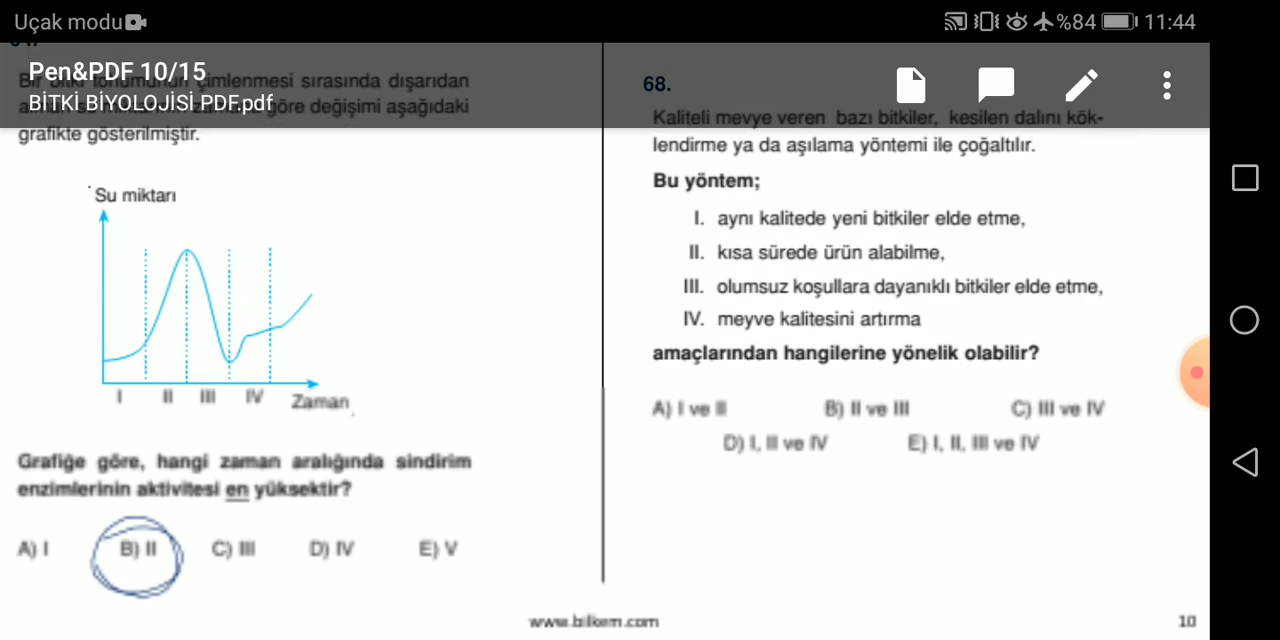 Uçak modu
%84 11:44
Pen&PDF 10/15
BİTKİ BİYOLOJİSİ PDF.pdf
Bir bitki tohumunun çimlenmesi sırasında dışarıdan
göre değişimi aşağıdaki
grafikte gösterilmiştir.
Su miktarı
I II III IV Zaman
Grafiğe göre, hangi zaman aralığında sindirim
enzimlerinin aktivitesi en yüksektir?
A) I B) II C) III D) IV E) V
68.
Kaliteli mevye veren bazı bitkiler, kesilen dalını kök-
lendirme ya da aşılama yöntemi ile çoğaltılır.
Bu yöntem;
I. aynı kalitede yeni bitkiler elde etme,
II. kısa sürede ürün alabilme,
III. olumsuz koşullara dayanıklı bitkiler elde etme,
IV. meyve kalitesini artırma
amaçlarından hangilerine yönelik olabilir?
A) I ve II B) II ve III C) III ve IV
D) I, II ve IV E) I, II, III ve IV
www.bilkem.com
10